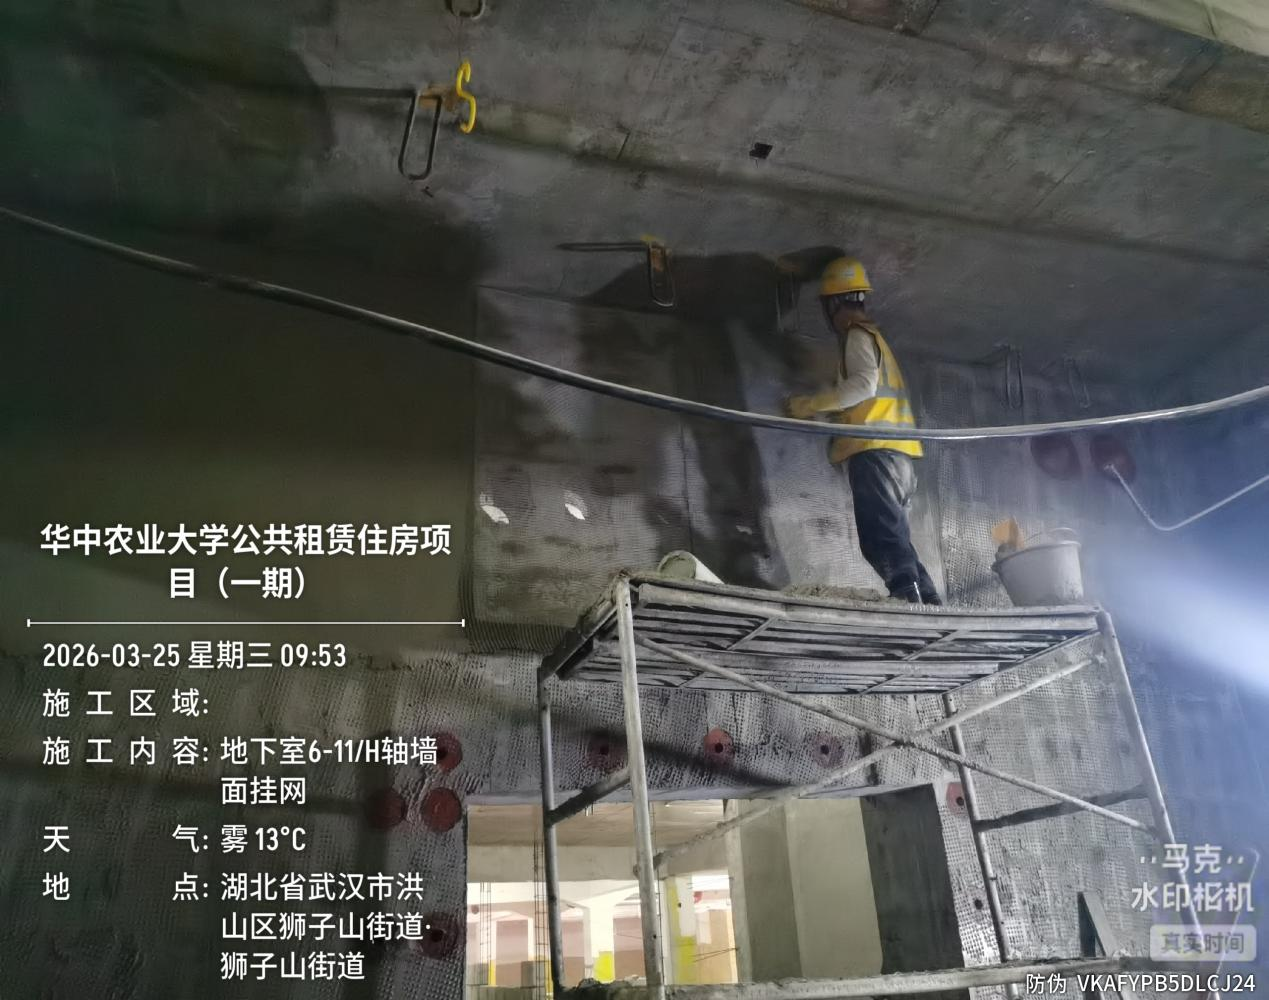 华中农业大学公共租赁住房项
目（一期）
2026-03-25 星期三 09:53
施工区域:
施工内容: 地下室6-11/H轴墙
面挂网
天气: 雾 13°C
地点: 湖北省武汉市洪
山区狮子山街道·
狮子山街道
马克
水印相机
真实时间
防伪 VKAFYPB5DLCJ24